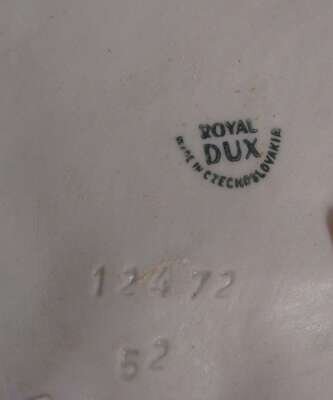 ROYAL
DUX
MADE IN CZECHOSLOVAKIA
12472
52